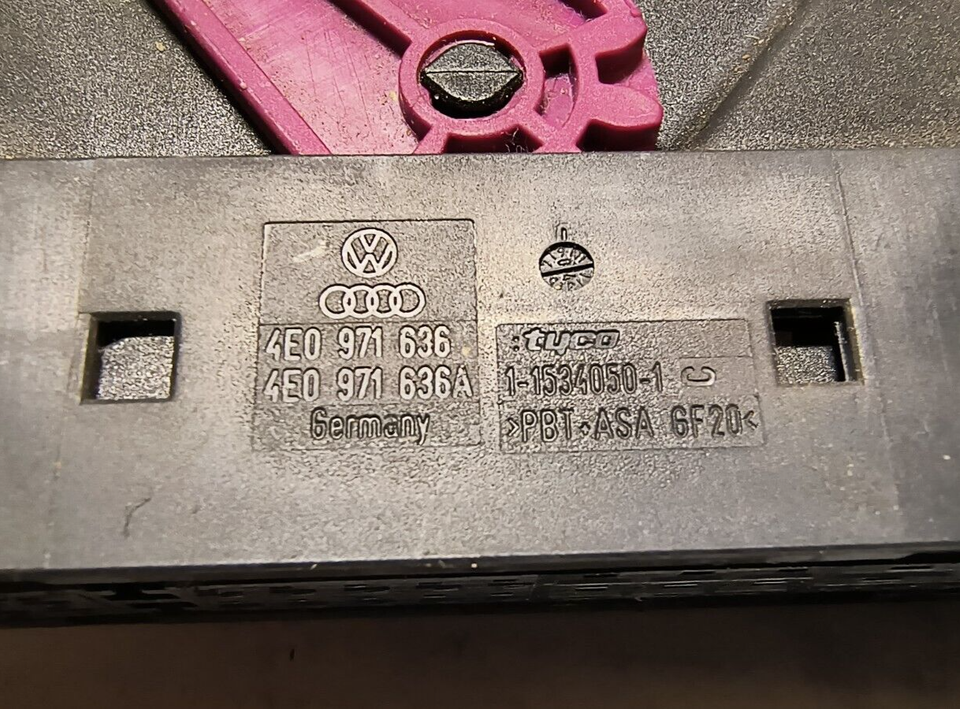 4E0 971 636
4E0 971 636A
Germany
:tyco
1-1534050-1 C
>PBT+ASA GF20<